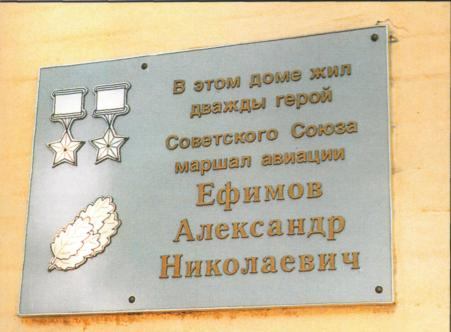 В этом доме жил
дважды герой
Советского Союза
маршал авиации
Ефимов
Александр
Николаевич